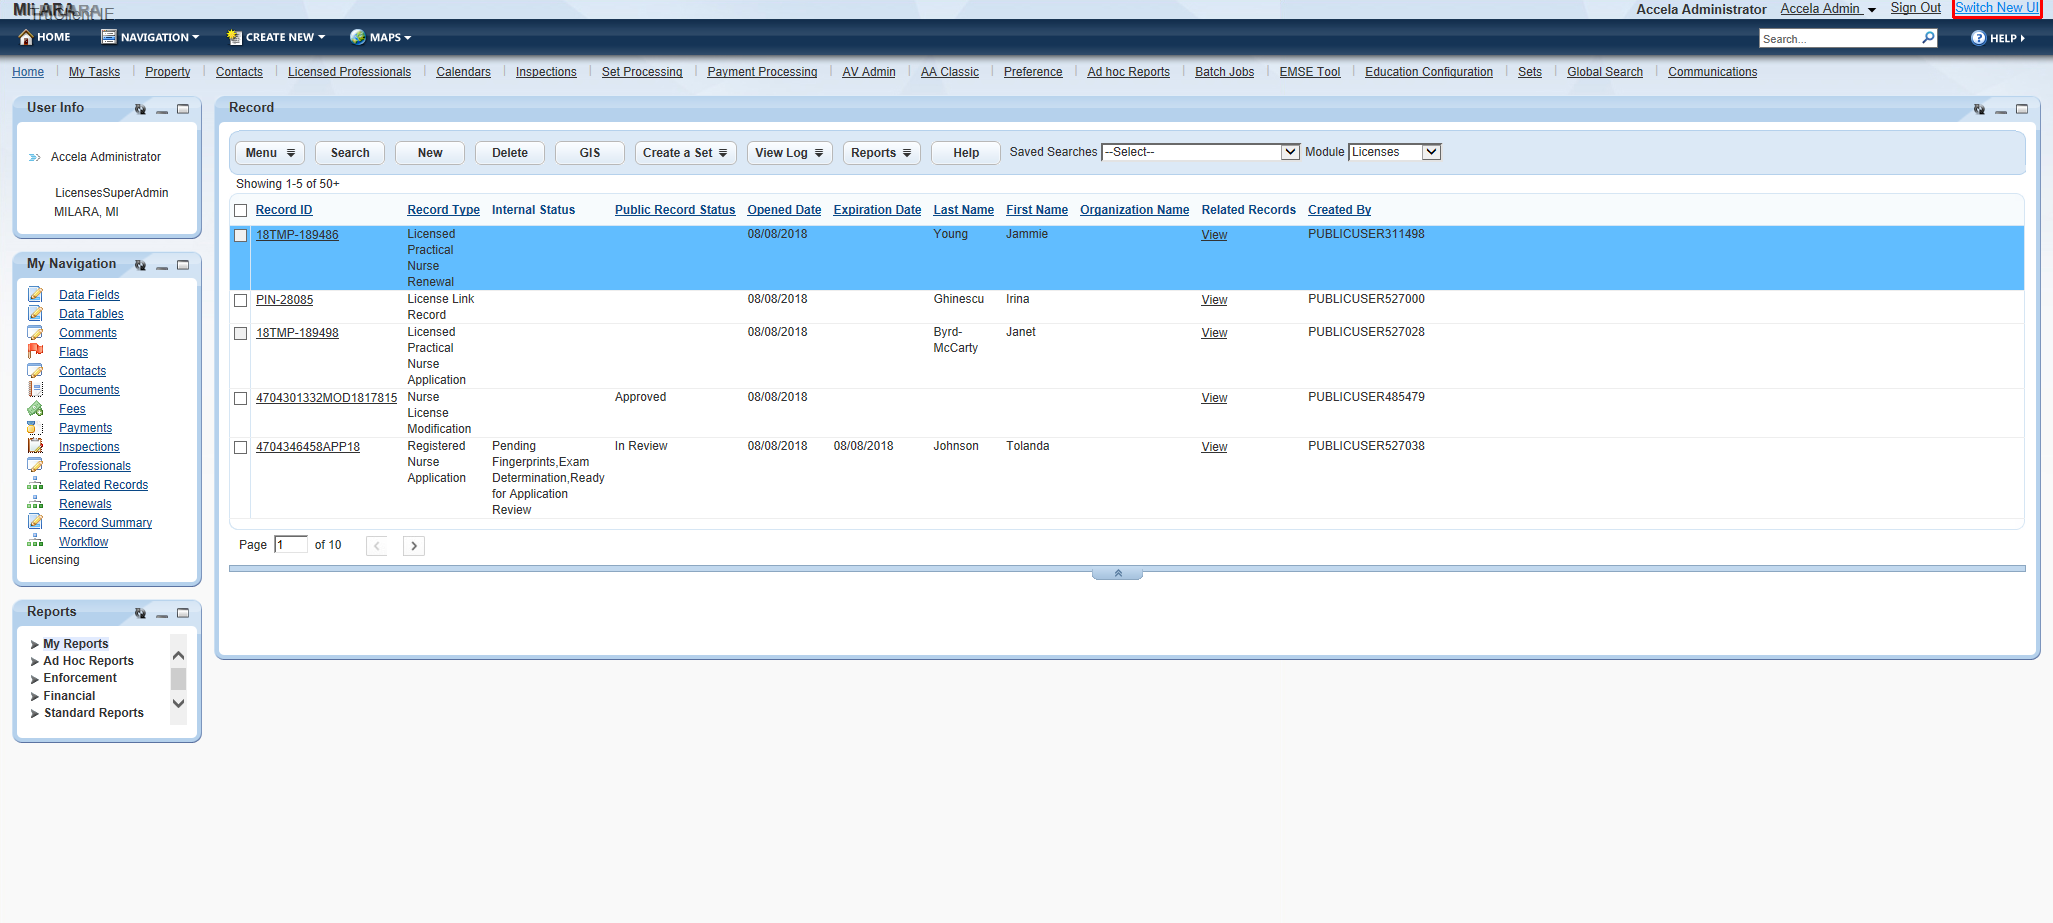 Accela Administrator Accela Admin Sign Out Switch New UI
HOME NAVIGATION CREATE NEW MAPS Search... HELP
Home My Tasks Property Contacts Licensed Professionals Calendars Inspections Set Processing Payment Processing AV Admin AA Classic Preference Ad hoc Reports Batch Jobs EMSE Tool Education Configuration Sets Global Search Communications
User Info
Accela Administrator
LicensesSuperAdmin
MILARA, MI
My Navigation
Data Fields
Data Tables
Comments
Flags
Contacts
Documents
Fees
Payments
Inspections
Professionals
Related Records
Renewals
Record Summary
Workflow
Licensing
Reports
My Reports
Ad Hoc Reports
Enforcement
Financial
Standard Reports
Record
Menu Search New Delete GIS Create a Set View Log Reports Help Saved Searches --Select-- Module Licenses
Showing 1-5 of 50+
Record ID Record Type Internal Status Public Record Status Opened Date Expiration Date Last Name First Name Organization Name Related Records Created By
18TMP-189486 Licensed 08/08/2018 Young Jammie View PUBLICUSER311498
Practical
Nurse
Renewal
PIN-28085 License Link 08/08/2018 Ghinescu Irina View PUBLICUSER527000
Record
18TMP-189498 Licensed 08/08/2018 Byrd- Janet View PUBLICUSER527028
Practical McCarty
Nurse
Application
4704301332MOD1817815 Nurse Approved 08/08/2018 View PUBLICUSER485479
License
Modification
4704346458APP18 Registered Pending In Review 08/08/2018 08/08/2018 Johnson Tolanda View PUBLICUSER527038
Nurse Fingerprints,Exam
Application Determination,Ready
for Application
Review
Page 1 of 10